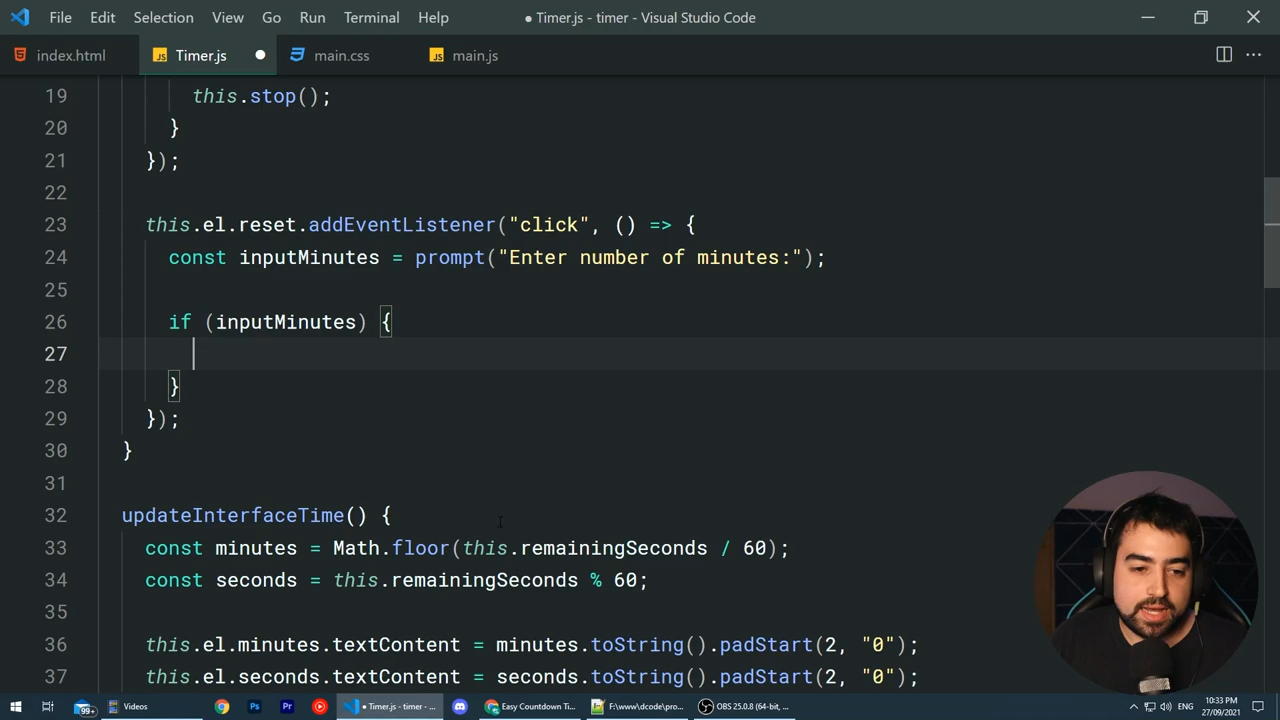 File Edit Selection View Go Run Terminal Help ● Timer.js - timer - Visual Studio Code
index.html Timer.js main.css main.js
19 this.stop();
20 }
21 });
22
23 this.el.reset.addEventListener("click", () => {
24 const inputMinutes = prompt("Enter number of minutes:");
25
26 if (inputMinutes) {
27
28 }
29 });
30 }
31
32 updateInterfaceTime() {
33 const minutes = Math.floor(this.remainingSeconds / 60);
34 const seconds = this.remainingSeconds % 60;
35
36 this.el.minutes.textContent = minutes.toString().padStart(2, "0");
37 this.el.seconds.textContent = seconds.toString().padStart(2, "0");
99+ Videos Ps Pr ● Timer.js - timer - ... Easy Countdown Ti... F:\www\dcode\pro... OBS 25.0.8 (64-bit, ... ENG 10:33 PM
27/09/2021